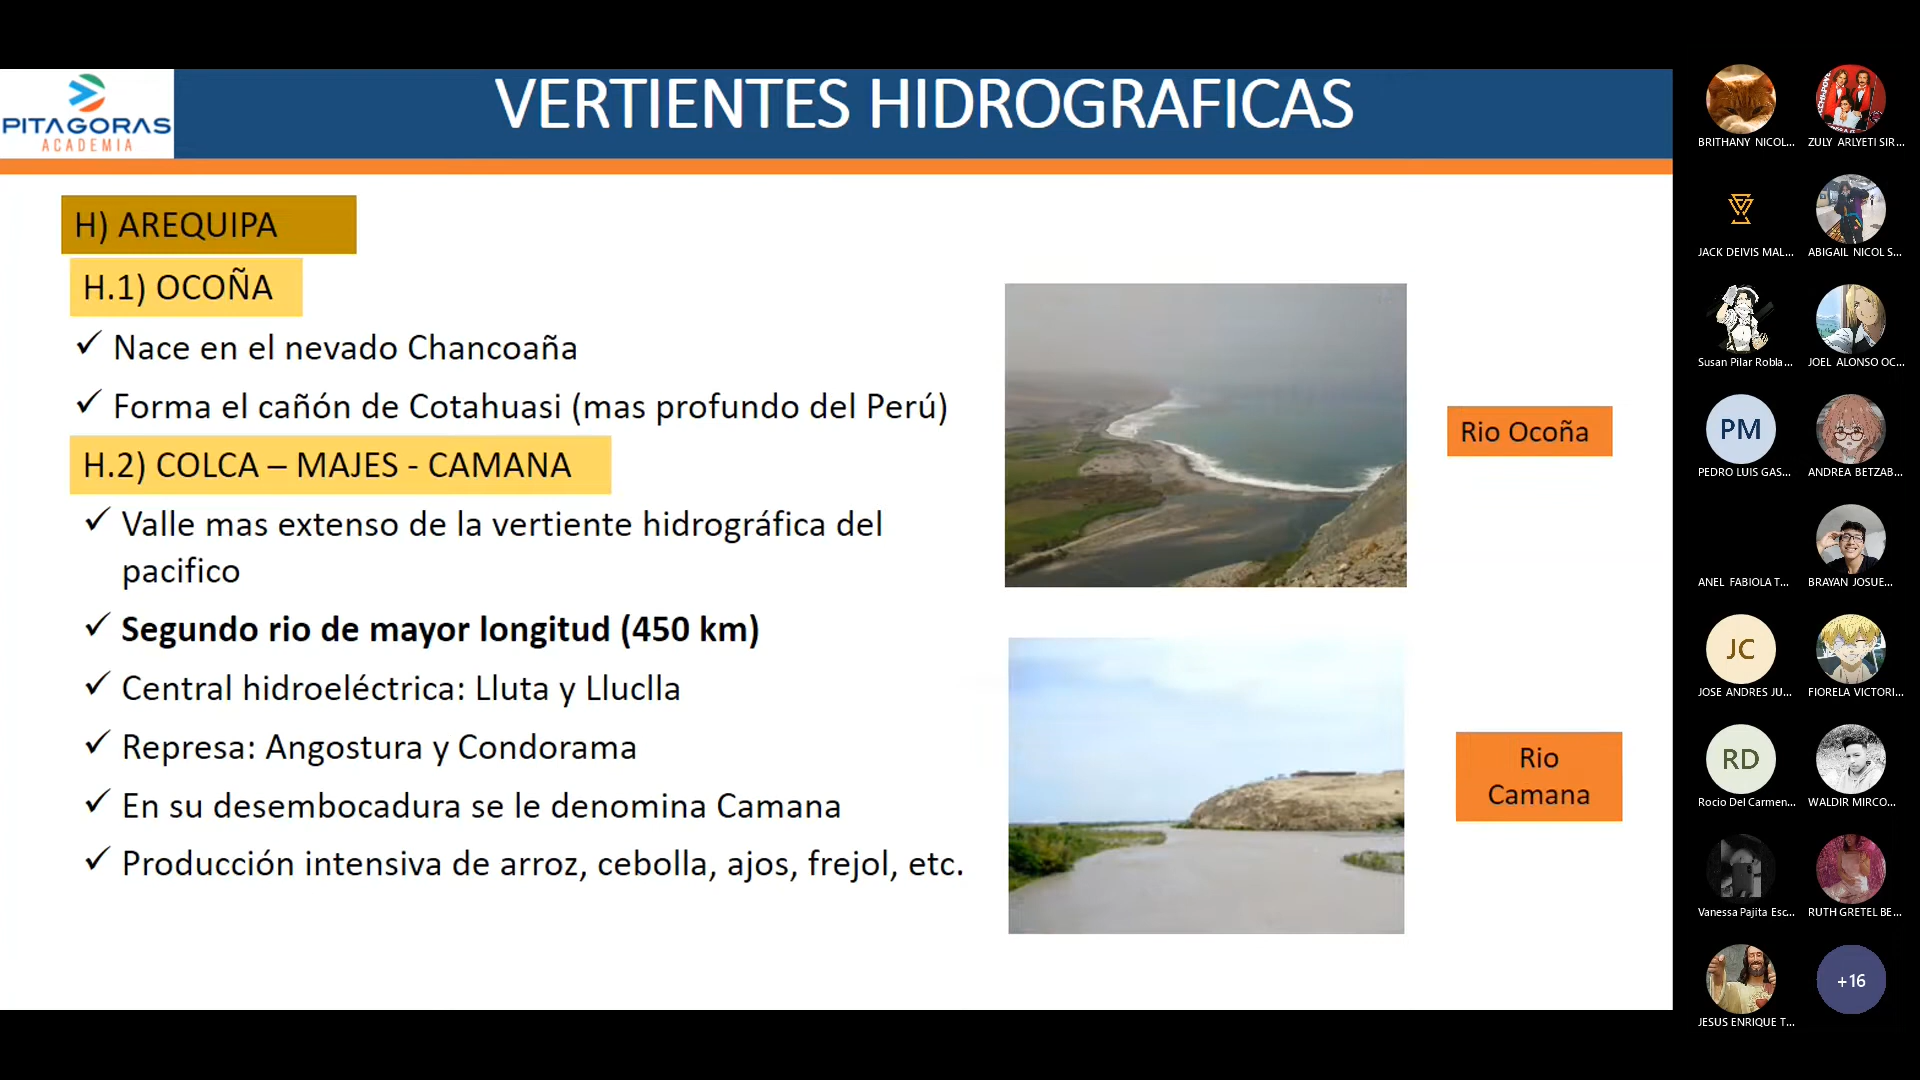 PITAGORAS
ACADEMIA
VERTIENTES HIDROGRAFICAS
H) AREQUIPA
H.1) OCOÑA
✓ Nace en el nevado Chancoaña
✓ Forma el cañón de Cotahuasi (mas profundo del Perú)
H.2) COLCA – MAJES - CAMANA
✓ Valle mas extenso de la vertiente hidrográfica del
pacifico
✓ Segundo rio de mayor longitud (450 km)
✓ Central hidroeléctrica: Lluta y Lluclla
✓ Represa: Angostura y Condorama
✓ En su desembocadura se le denomina Camana
✓ Producción intensiva de arroz, cebolla, ajos, frejol, etc.
Rio Ocoña
Rio
Camana
BRITHANY NICOL...
ZULY ARLYETI SIR...
JACK DEIVIS MAL...
ABIGAIL NICOL S...
Susan Pilar Robla...
JOEL ALONSO OC...
PM
PEDRO LUIS GAS...
ANDREA BETZAB...
ANEL FABIOLA T...
BRAYAN JOSUE...
JC
JOSE ANDRES JU...
FIORELA VICTORI...
RD
Rocio Del Carmen...
WALDIR MIRCO...
Vanessa Pajita Esc...
RUTH GRETEL BE...
JESUS ENRIQUE T...
+16